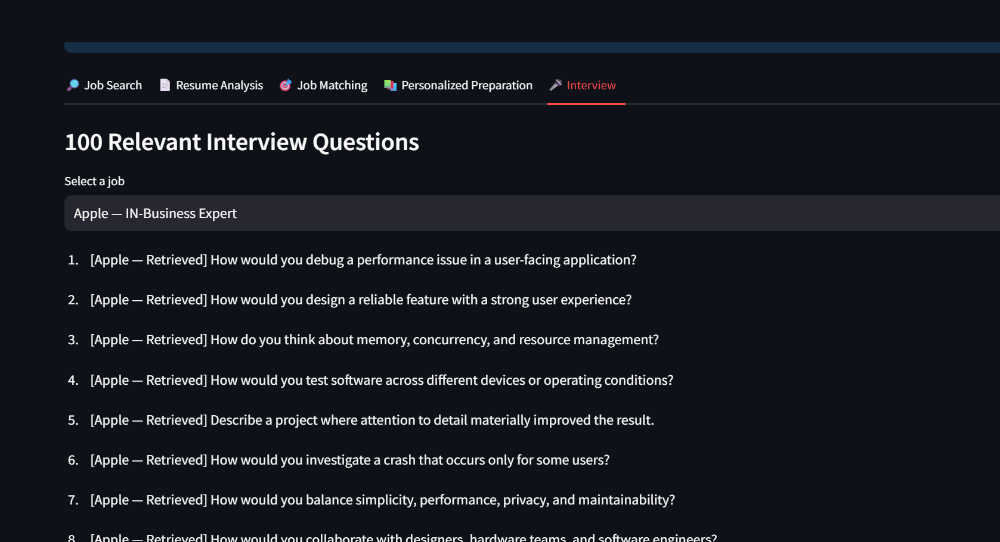 Job Search
Resume Analysis
Job Matching
Personalized Preparation
Interview
100 Relevant Interview Questions
Select a job
Apple — IN-Business Expert
1. [Apple — Retrieved] How would you debug a performance issue in a user-facing application?
2. [Apple — Retrieved] How would you design a reliable feature with a strong user experience?
3. [Apple — Retrieved] How do you think about memory, concurrency, and resource management?
4. [Apple — Retrieved] How would you test software across different devices or operating conditions?
5. [Apple — Retrieved] Describe a project where attention to detail materially improved the result.
6. [Apple — Retrieved] How would you investigate a crash that occurs only for some users?
7. [Apple — Retrieved] How would you balance simplicity, performance, privacy, and maintainability?
8. [Apple — Retrieved] How would you collaborate with designers, hardware teams, and software engineers?